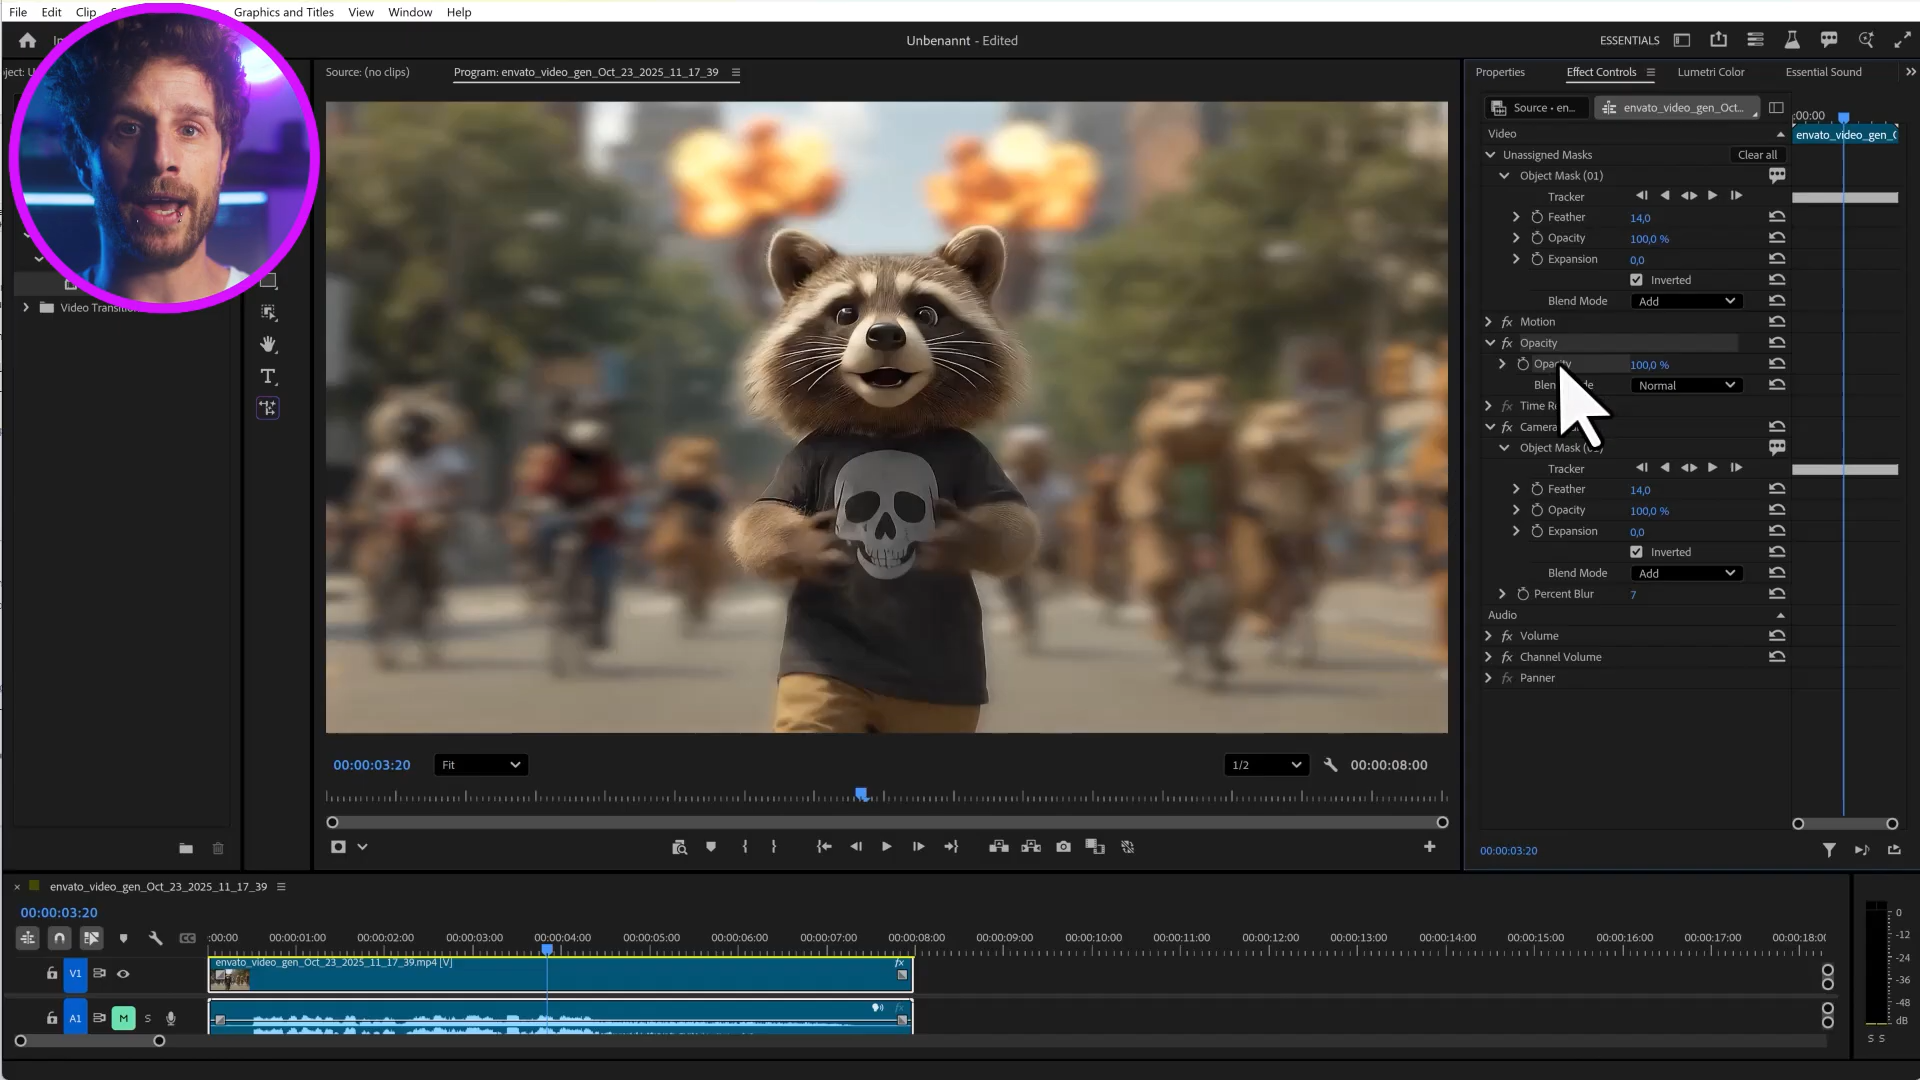 File Edit Clip Graphics and Titles View Window Help
Unbenannt - Edited
ESSENTIALS
Source: (no clips)
Program: envato_video_gen_Oct_23_2025_11_17_39
Properties
Effect Controls
Lumetri Color
Essential Sound
Source • en...
envato_video_gen_Oct...
:00:00
Video
envato_video_gen_O
Unassigned Masks
Clear all
Object Mask (01)
Tracker
Feather 14,0
Opacity 100,0 %
Expansion 0,0
Inverted
Blend Mode Add
fx Motion
fx Opacity
Opacity 100,0 %
Normal
fx Time Re
fx Camera
Object Mask
Tracker
Feather 14,0
Opacity 100,0 %
Expansion 0,0
Inverted
Blend Mode Add
Percent Blur 7
Audio
fx Volume
fx Channel Volume
fx Panner
00:00:03:20
Video Transitio
T
00:00:03:20
Fit
1/2
00:00:08:00
envato_video_gen_Oct_23_2025_11_17_39
00:00:03:20
CC
:00:00 00:00:01:00 00:00:02:00 00:00:03:00 00:00:04:00 00:00:05:00 00:00:06:00 00:00:07:00 00:00:08:00 00:00:09:00 00:00:10:00 00:00:11:00 00:00:12:00 00:00:13:00 00:00:14:00 00:00:15:00 00:00:16:00 00:00:17:00 00:00:18:0
envato_video_gen_Oct_23_2025_11_17_39.mp4 [V]
fx
V1
A1 M S
fx
0
-12
-24
-36
-48
dB
S S